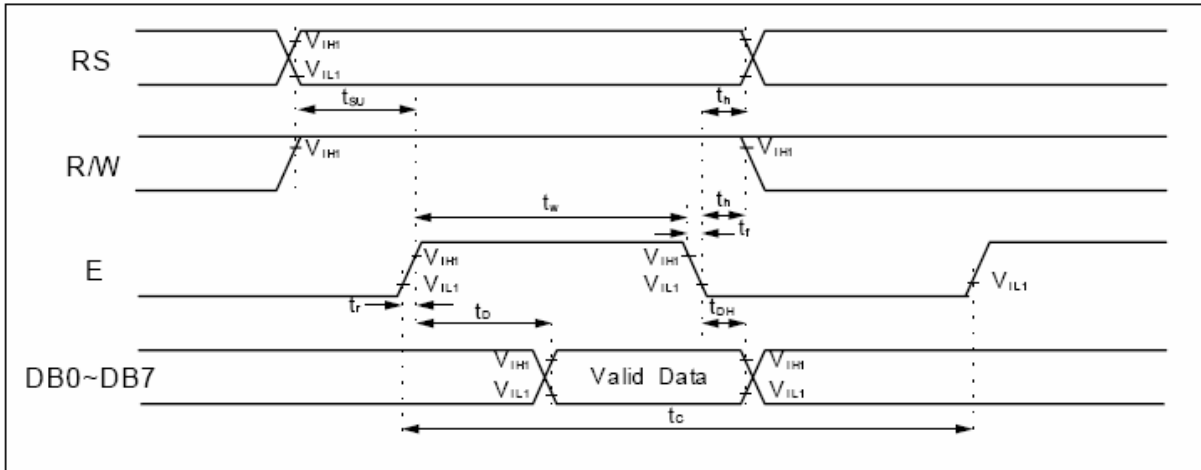 RS
VIH1
VIL1
tSU
th
R/W
VIH1
VIH1
tw
th
tf
E
VIH1
VIL1
VIH1
VIL1
VIL1
tr
tD
tDH
DB0~DB7
VIH1
VIL1
Valid Data
VIH1
VIL1
tC